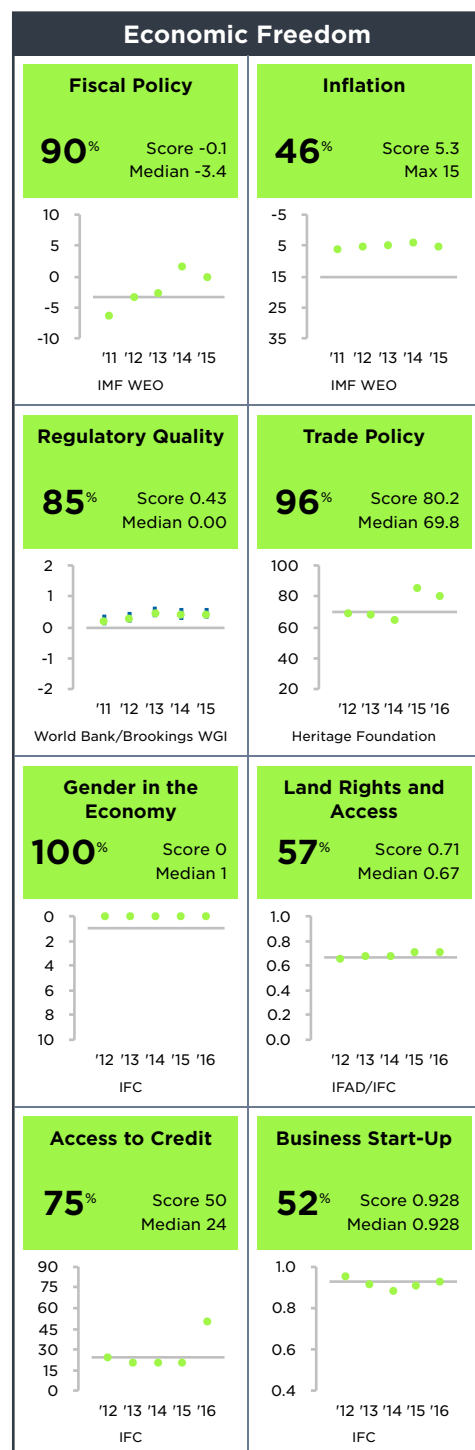 Economic Freedom
Fiscal Policy
90%
Score -0.1
Median -3.4
10
5
0
-5
-10
'11 '12 '13 '14 '15
IMF WEO
Inflation
46%
Score 5.3
Max 15
-5
5
15
25
35
'11 '12 '13 '14 '15
IMF WEO
Regulatory Quality
85%
Score 0.43
Median 0.00
2
1
0
-1
-2
'11 '12 '13 '14 '15
World Bank/Brookings WGI
Trade Policy
96%
Score 80.2
Median 69.8
100
80
60
40
20
'12 '13 '14 '15 '16
Heritage Foundation
Gender in the
Economy
100%
Score 0
Median 1
0
2
4
6
8
10
'12 '13 '14 '15 '16
IFC
Land Rights and
Access
57%
Score 0.71
Median 0.67
1.0
0.8
0.6
0.4
0.2
0.0
'12 '13 '14 '15 '16
IFAD/IFC
Access to Credit
75%
Score 50
Median 24
90
75
60
45
30
15
0
'12 '13 '14 '15 '16
IFC
Business Start-Up
52%
Score 0.928
Median 0.928
1.0
0.8
0.6
0.4
'12 '13 '14 '15 '16
IFC